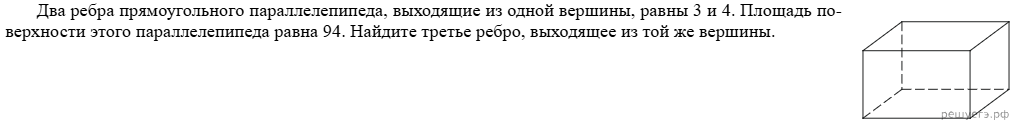 Два ребра прямоугольного параллелепипеда, выходящие из одной вершины, равны 3 и 4. Площадь по-
верхности этого параллелепипеда равна 94. Найдите третье ребро, выходящее из той же вершины.
решуегэ.рф